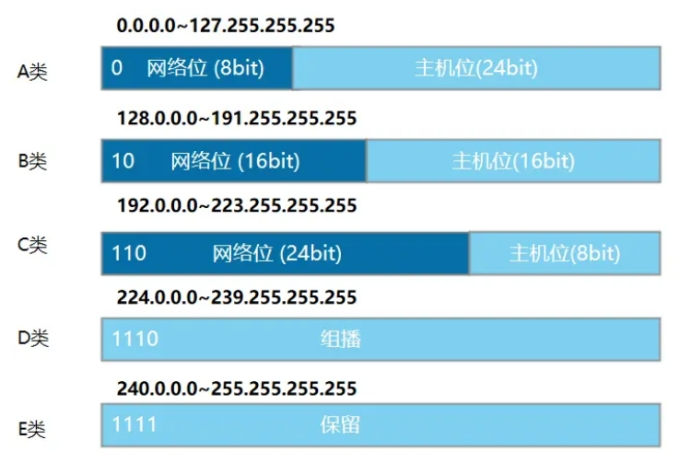 0.0.0.0~127.255.255.255
A类 0 网络位 (8bit) 主机位(24bit)
128.0.0.0~191.255.255.255
B类 10 网络位 (16bit) 主机位(16bit)
192.0.0.0~223.255.255.255
C类 110 网络位 (24bit) 主机位(8bit)
224.0.0.0~239.255.255.255
D类 1110 组播
240.0.0.0~255.255.255.255
E类 1111 保留